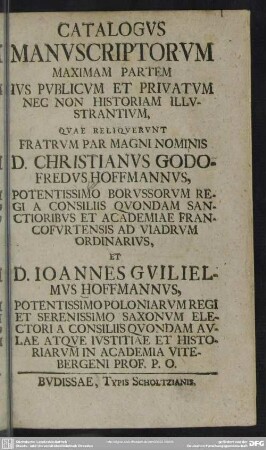 CATALOGVS
MANVSCRIPTORVM
MAXIMAM PARTEM
IVS PVBLICVM ET PRIVATVM
NEC NON HISTORIAM ILLV-
STRANTIVM,
QVAE RELIQVERVNT
FRATRVM PAR MAGNI NOMINIS
D. CHRISTIANVS GODO-
FREDVS HOFFMANNVS,
POTENTISSIMO BORVSSORVM RE-
GI A CONSILIIS QVONDAM SAN-
CTIORIBVS ET ACADEMIAE FRAN-
COFVRTENSIS AD VIADRVM
ORDINARIVS,
ET
D. IOANNES GVILIEL-
MVS HOFFMANNVS,
POTENTISSIMO POLONIARVM REGI
ET SERENISSIMO SAXONVM ELE-
CTORI A CONSILIIS QVONDAM AV-
LAE ATQVE IVSTITIAE ET HISTO-
RIARVM IN ACADEMIA VITE-
BERGENI PROF. P. O.
BVDISSAE, TYPIS SCHOLTZIANIS.